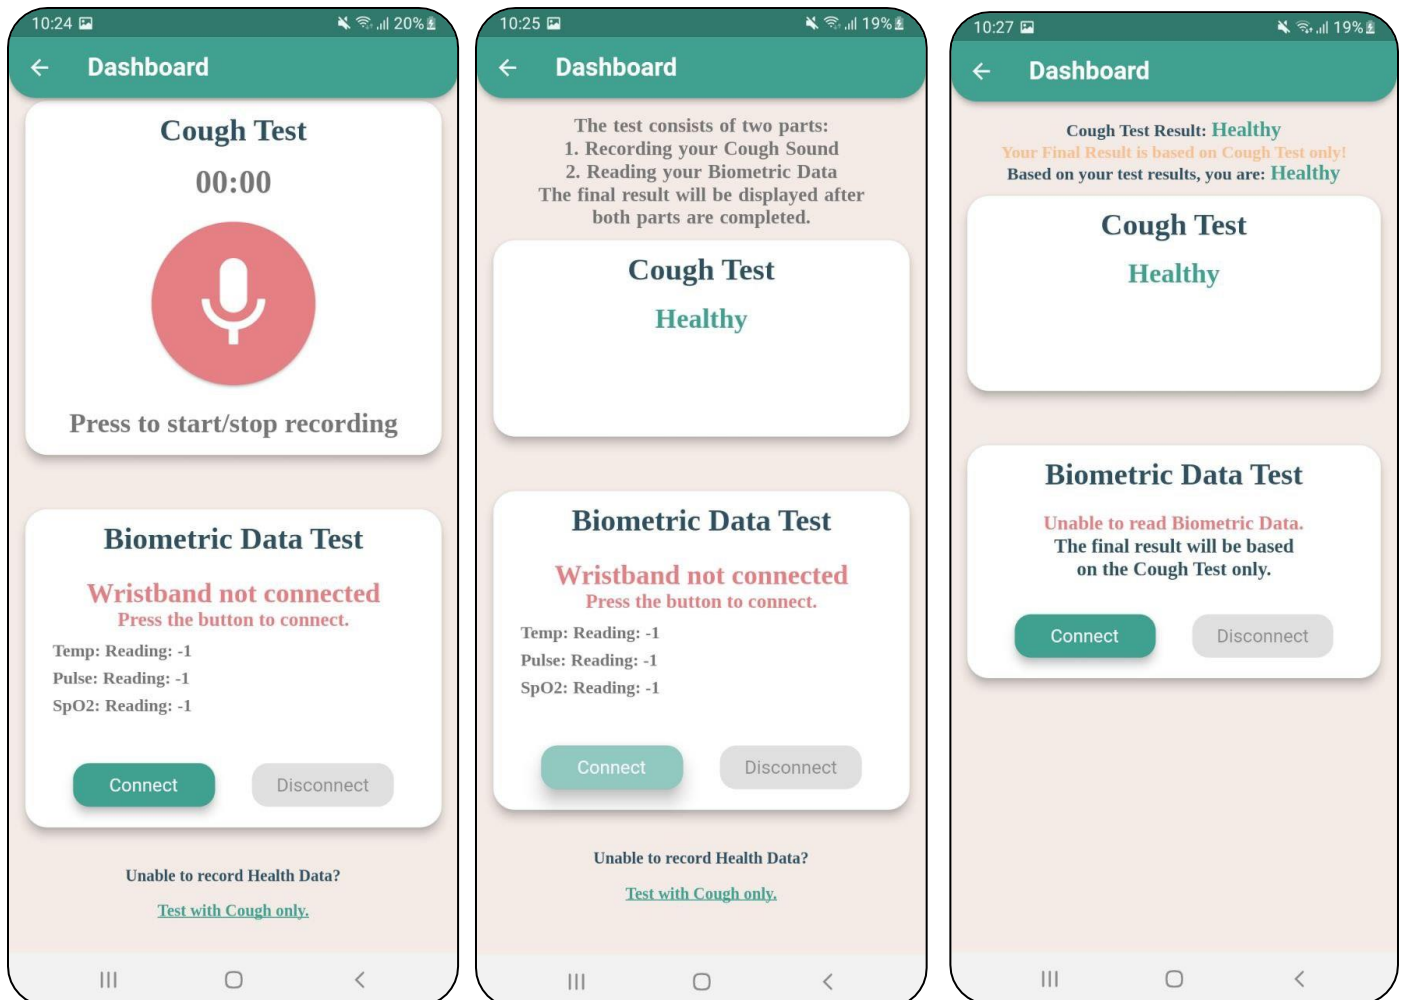 10:24 20%
Dashboard
Cough Test
00:00
Press to start/stop recording
Biometric Data Test
Wristband not connected
Press the button to connect.
Temp: Reading: -1
Pulse: Reading: -1
SpO2: Reading: -1
Connect Disconnect
Unable to record Health Data?
Test with Cough only.
10:25 19%
Dashboard
The test consists of two parts:
1. Recording your Cough Sound
2. Reading your Biometric Data
The final result will be displayed after
both parts are completed.
Cough Test
Healthy
Biometric Data Test
Wristband not connected
Press the button to connect.
Temp: Reading: -1
Pulse: Reading: -1
SpO2: Reading: -1
Connect Disconnect
Unable to record Health Data?
Test with Cough only.
10:27 19%
Dashboard
Cough Test Result: Healthy
Your Final Result is based on Cough Test only!
Based on your test results, you are: Healthy
Cough Test
Healthy
Biometric Data Test
Unable to read Biometric Data.
The final result will be based
on the Cough Test only.
Connect Disconnect